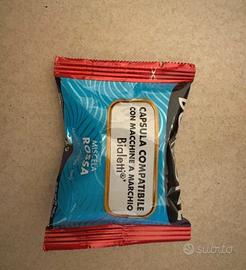 CAPSULA COMPATIBILE
CON MACCHINE A MARCHIO
Bialetti®*
MISCELA
ROSSA
subito